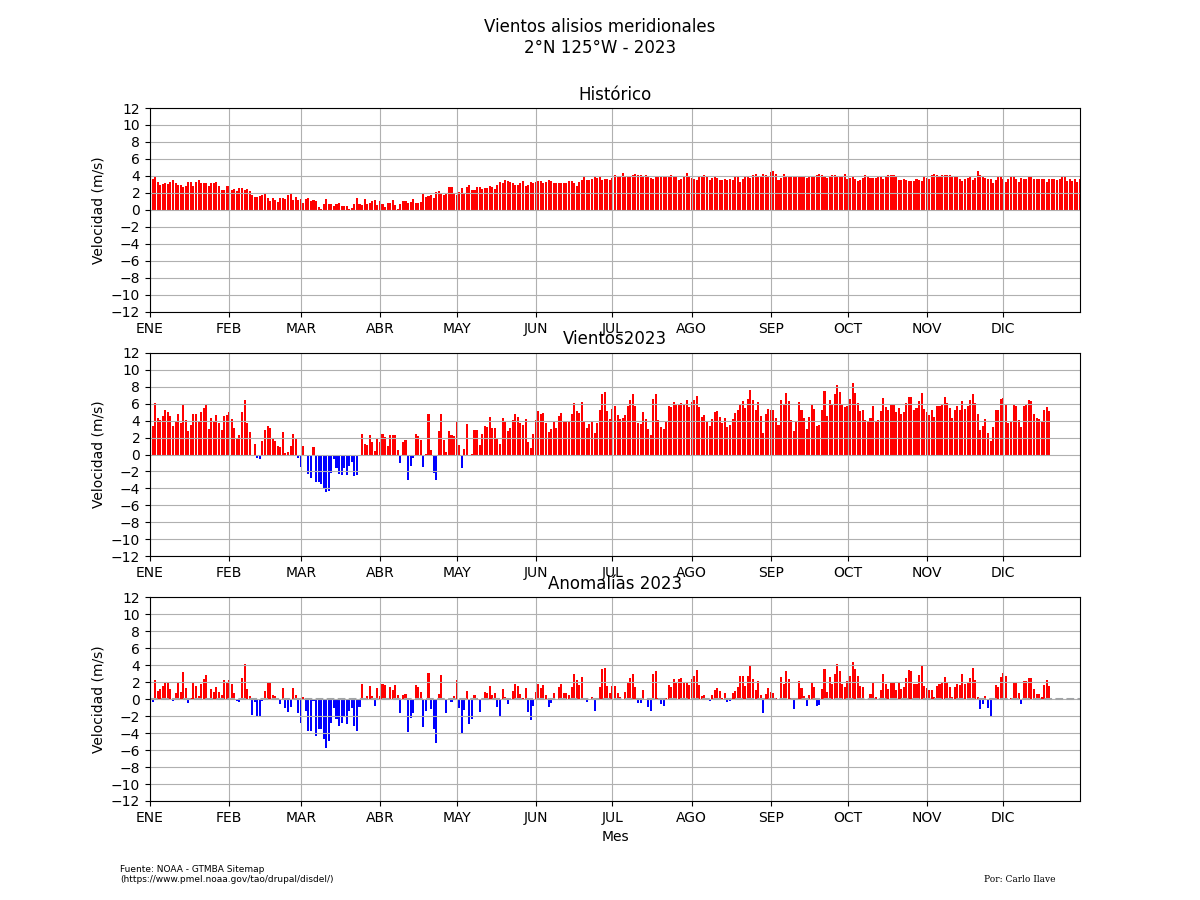 Vientos alisios meridionales
2°N 125°W - 2023
Histórico
12
10
8
6
4
2
0
−2
−4
−6
−8
−10
−12
Velocidad (m/s)
ENE FEB MAR ABR MAY JUN JUL AGO SEP OCT NOV DIC
Vientos2023
12
10
8
6
4
2
0
−2
−4
−6
−8
−10
−12
Velocidad (m/s)
ENE FEB MAR ABR MAY JUN JUL AGO SEP OCT NOV DIC
Anomalías 2023
12
10
8
6
4
2
0
−2
−4
−6
−8
−10
−12
Velocidad (m/s)
ENE FEB MAR ABR MAY JUN JUL AGO SEP OCT NOV DIC
Mes
Fuente: NOAA - GTMBA Sitemap
(https://www.pmel.noaa.gov/tao/drupal/disdel/)
Por: Carlo Ilave